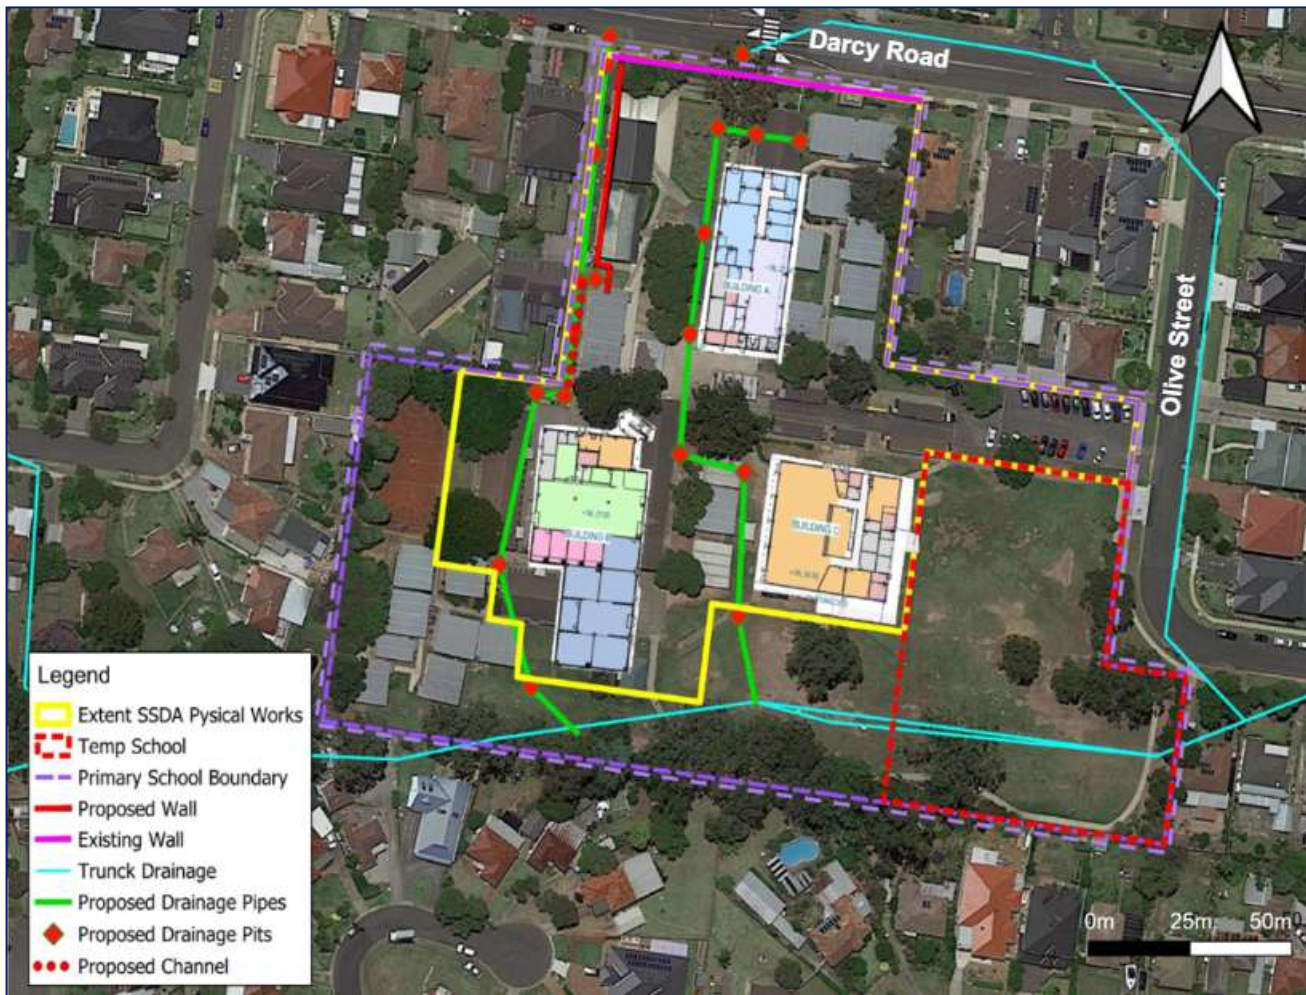 Darcy Road
Olive Street
BUILDING A
BUILDING B
Legend
Extent SSDA Pysical Works
Temp School
Primary School Boundary
Proposed Wall
Existing Wall
Trunck Drainage
Proposed Drainage Pipes
Proposed Drainage Pits
Proposed Channel
0m 25m 50m